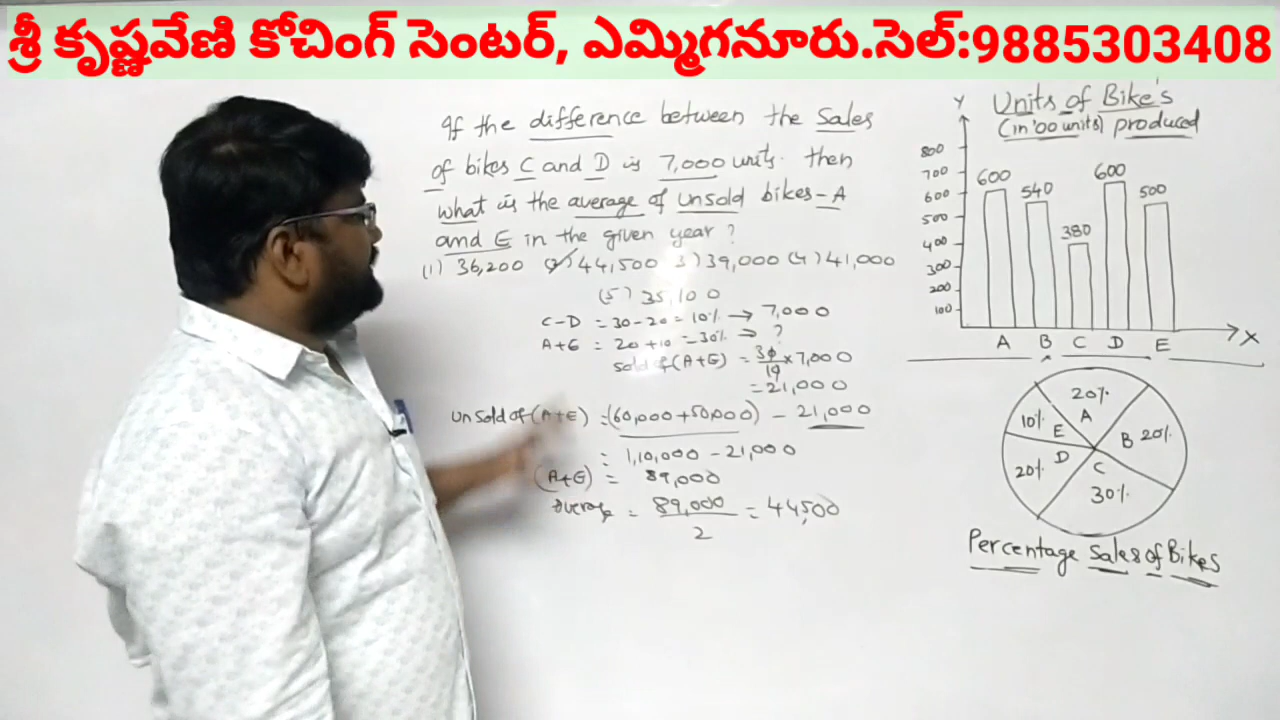 శ్రీ కృష్ణవేణి కోచింగ్ సెంటర్, ఎమ్మిగనూరు.సెల్:9885303408
If the difference between the Sales
of bikes C and D is 7,000 units. then
what is the average of unsold bikes-A
and E in the given year?
(1) 36,200 (2) 44,500 3) 39,000 (4) 41,000
(5) 35,100
C-D = 30-20 = 10% → 7,000
A+E = 20+10 = 30% → ?
sold of (A+E) = 30/10 × 7,000
= 21,000
unsold of (A+E) = (60,000+50,000) - 21,000
= 1,10,000 - 21,000
(A+E) = 89,000
average = 89,000/2 = 44,500
Units of Bike's
(in '00 units) produced
Y
800
700
600
500
400
300
200
100
600
540
380
600
500
A B C D E
X
20%
A
B 20%
C
30%
D
20%
10%
E
Percentage Sales of Bikes